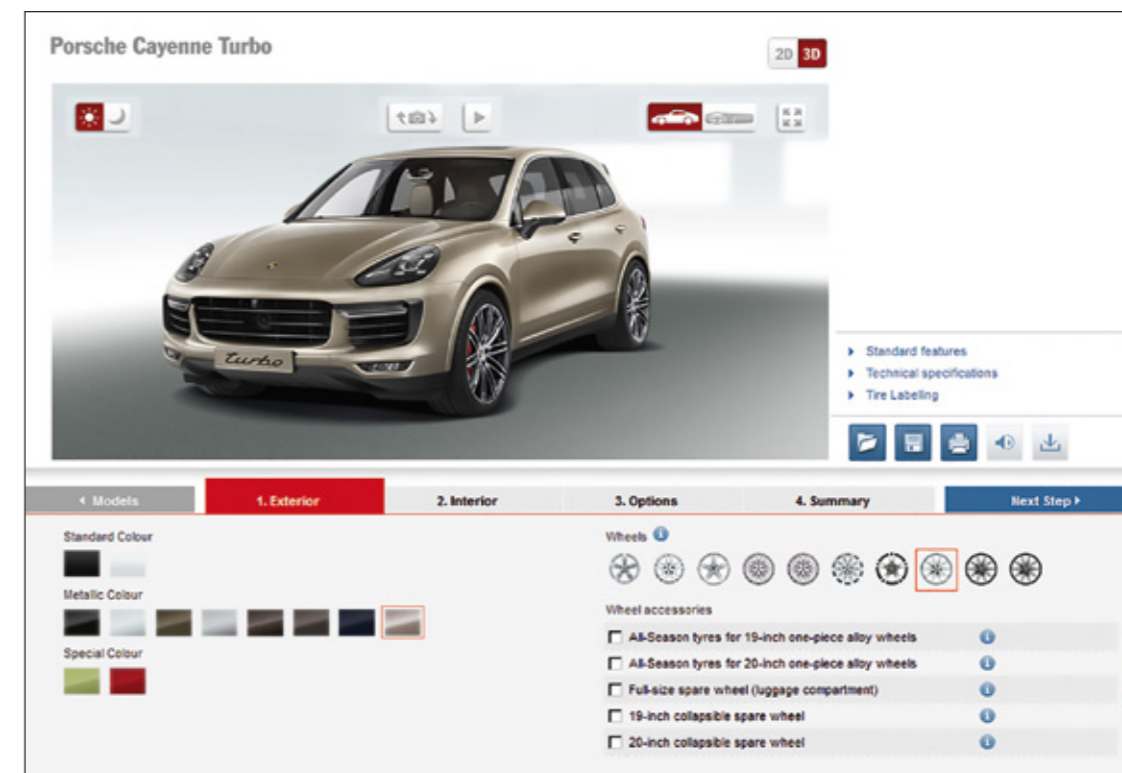 Porsche Cayenne Turbo
2D 3D
turbo
Standard features
Technical specifications
Tire Labeling
Models
1. Exterior
2. Interior
3. Options
4. Summary
Next Step
Standard Colour
Metallic Colour
Special Colour
Wheels
Wheel accessories
All-Season tyres for 19-inch one-piece alloy wheels
All-Season tyres for 20-inch one-piece alloy wheels
Full-size spare wheel (luggage compartment)
19-inch collapsible spare wheel
20-inch collapsible spare wheel